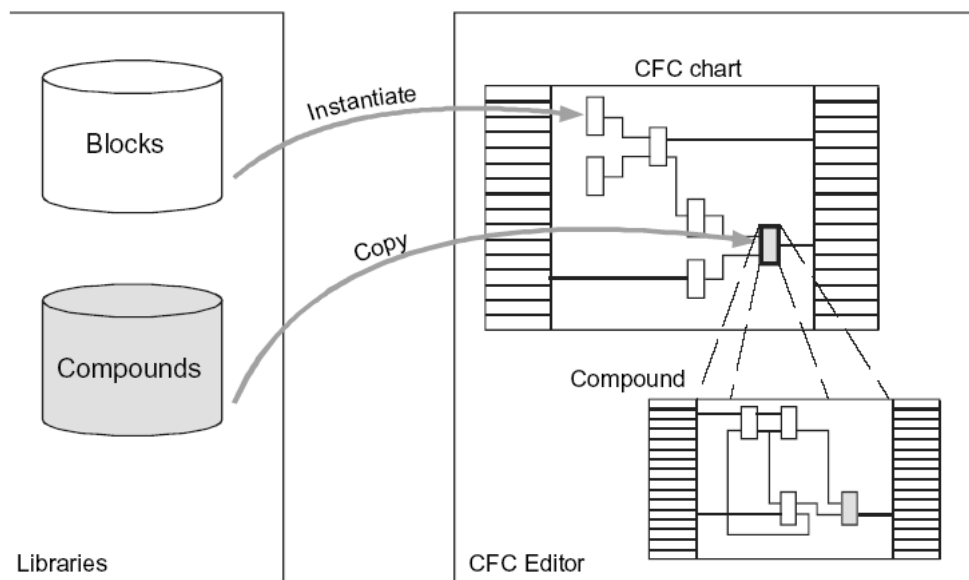 Blocks
Compounds
Libraries
Instantiate
Copy
CFC chart
Compound
CFC Editor